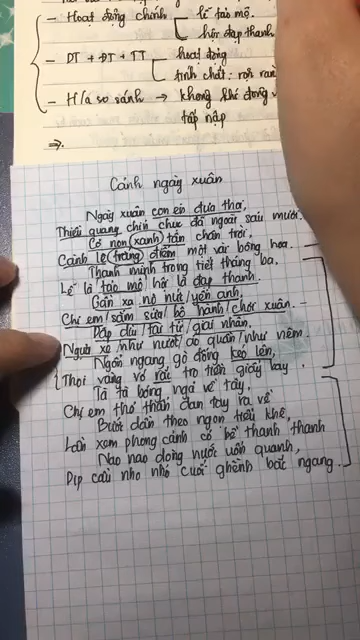 - Hoạt động chính lễ tảo mộ.
hội đạp thanh
- DT + ĐT + TT hoạt động
tính chất: rộn ràn
- H/a so sánh → không khí đông v
tấp nập
⇒.
Cảnh ngày xuân
Ngày xuân con én đưa thoi,
Thiều quang chín chục đã ngoài sáu mươi.
Cỏ non (xanh) tận chân trời,
Cành lê (trắng) điểm một vài bông hoa.
Thanh minh trong tiết tháng ba,
Lễ là tảo mộ/ hội là đạp thanh.
Gần xa nô nức/ yến anh,
Chị em/ sắm sửa/ bộ hành/ chơi xuân.
Dập dìu/ tài tử/ giai nhân,
Ngựa xe/ như nước/ áo quần/ như nêm.
Ngổn ngang gò đống kéo lên,
Thoi vàng vó rắc tro tiền giấy bay.
Tà tà bóng ngả về tây,
Chị em thơ thẩn dan tay ra về
Bước dần theo ngọn tiểu khê,
Lần xem phong cảnh có bề thanh thanh
Nao nao dòng nước uốn quanh,
Dịp cầu nho nhỏ cuối ghềnh bắc ngang.